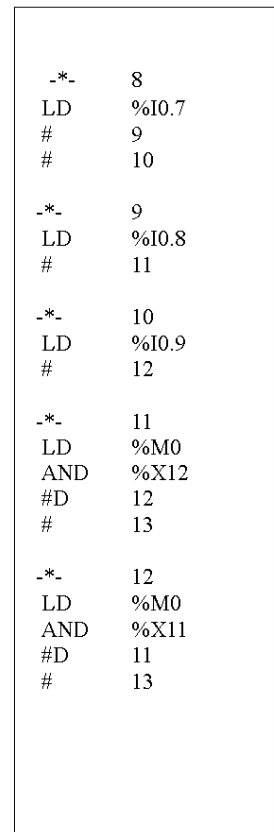 -*- 8
LD %I0.7
# 9
# 10
-*- 9
LD %I0.8
# 11
-*- 10
LD %I0.9
# 12
-*- 11
LD %M0
AND %X12
#D 12
# 13
-*- 12
LD %M0
AND %X11
#D 11
# 13